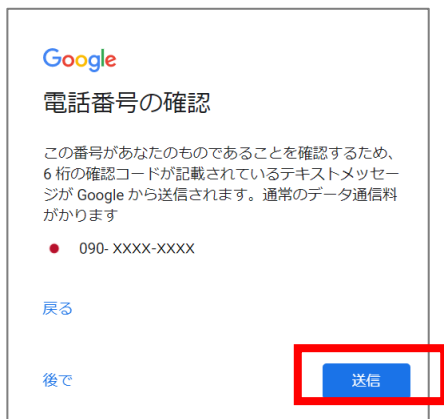 Google
電話番号の確認
この番号があなたのものであることを確認するため、
6 桁の確認コードが記載されているテキストメッセー
ジが Google から送信されます。通常のデータ通信料
がかります
090- XXXX-XXXX
戻る
後で
送信